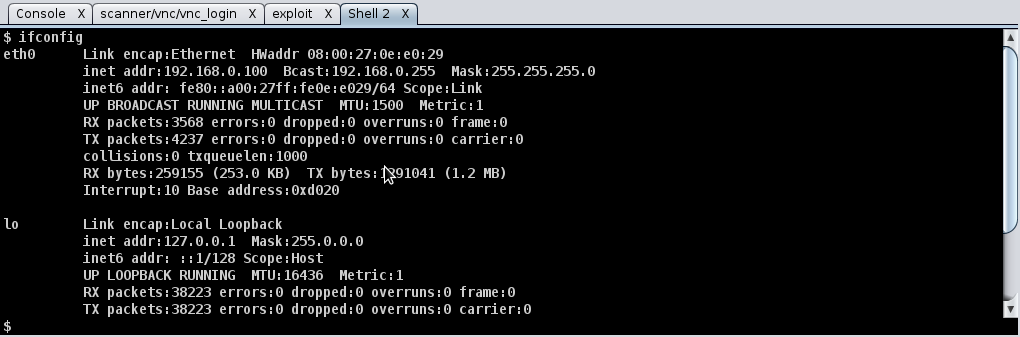 Console X scanner/vnc/vnc_login X exploit X Shell 2 X
$ ifconfig
eth0 Link encap:Ethernet HWaddr 08:00:27:0e:e0:29
inet addr:192.168.0.100 Bcast:192.168.0.255 Mask:255.255.255.0
inet6 addr: fe80::a00:27ff:fe0e:e029/64 Scope:Link
UP BROADCAST RUNNING MULTICAST MTU:1500 Metric:1
RX packets:3568 errors:0 dropped:0 overruns:0 frame:0
TX packets:4237 errors:0 dropped:0 overruns:0 carrier:0
collisions:0 txqueuelen:1000
RX bytes:259155 (253.0 KB) TX (1.2 MB)
Interrupt:10 Base address:0xd020
lo Link encap:Local Loopback
inet addr:127.0.0.1 Mask:255.0.0.0
inet6 addr: ::1/128 Scope:Host
UP LOOPBACK RUNNING MTU:16436 Metric:1
RX packets:38223 errors:0 dropped:0 overruns:0 frame:0
TX packets:38223 errors:0 dropped:0 overruns:0 carrier:0
$